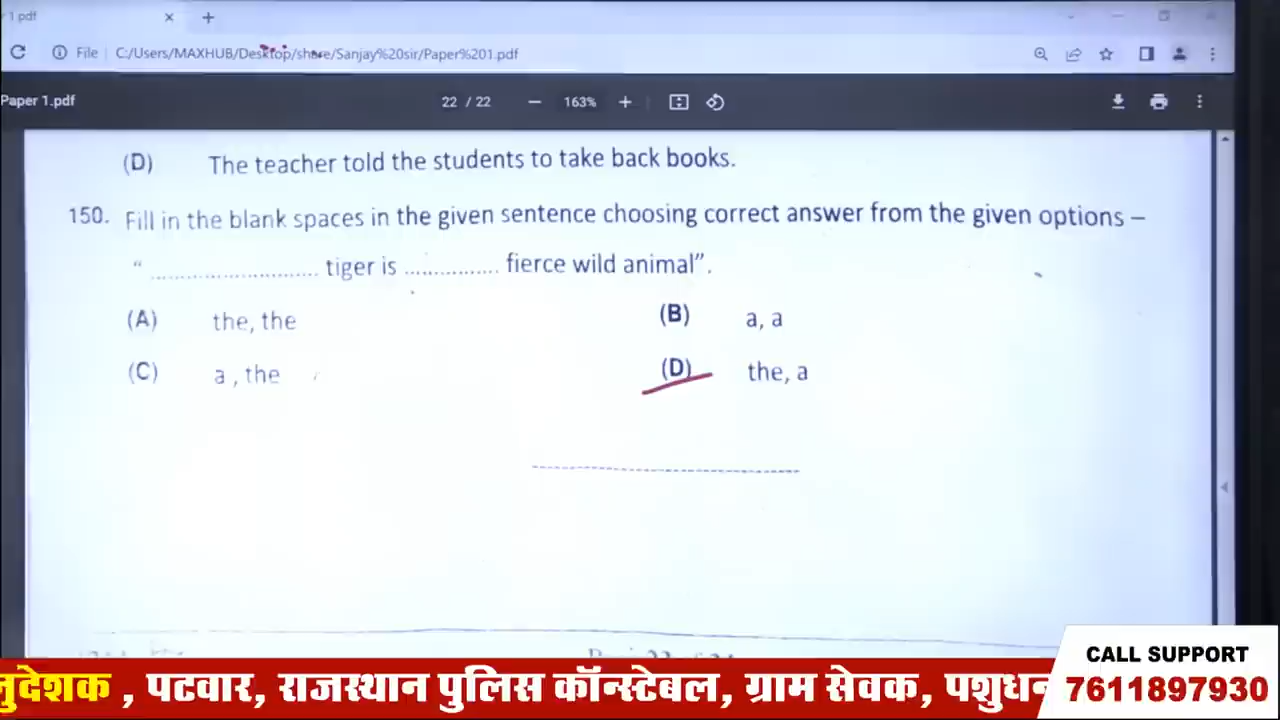 1 pdf
File C:/Users/MAXHUB/Desktop/share/Sanjay%20sir/Paper%201.pdf
Paper 1.pdf 22 / 22 163%
(D) The teacher told the students to take back books.
150. Fill in the blank spaces in the given sentence choosing correct answer from the given options –
“ ............................ tiger is ............... fierce wild animal”.
(A) the, the (B) a, a
(C) a , the (D) the, a
CALL SUPPORT
नुदेशक , पटवार, राजस्थान पुलिस कॉन्स्टेबल, ग्राम सेवक, पशुधन 7611897930